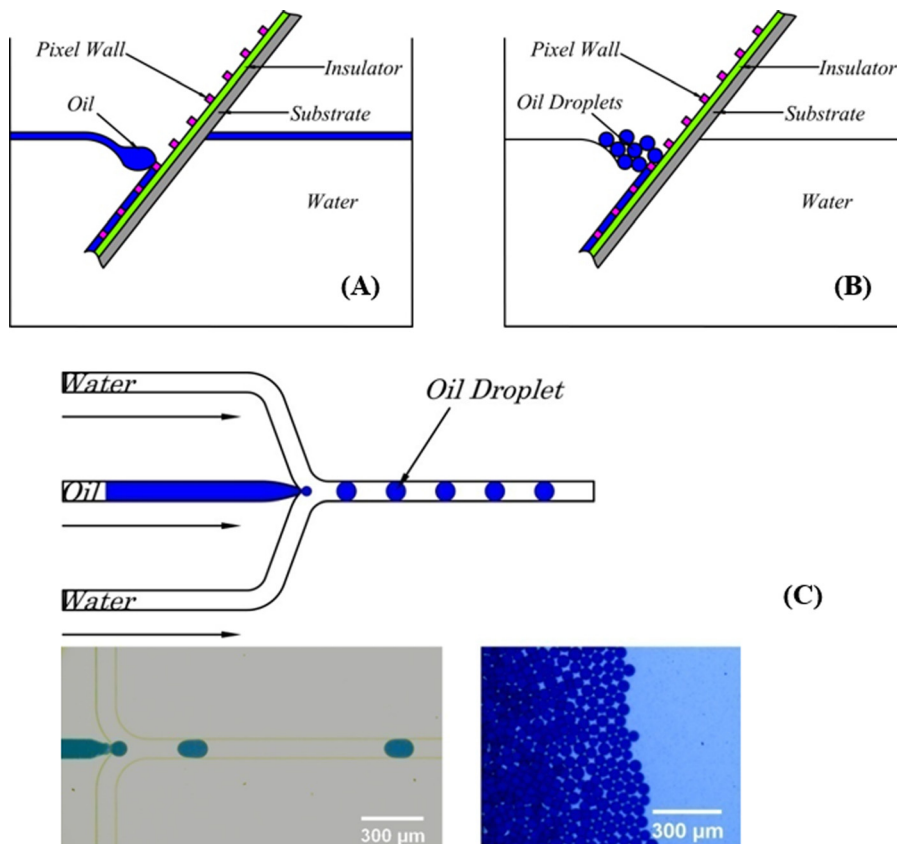 Pixel Wall
Insulator
Oil
Substrate
Water
(A)
Pixel Wall
Insulator
Oil Droplets
Substrate
Water
(B)
Water
Oil Droplet
Oil
Water
(C)
300 µm
300 µm